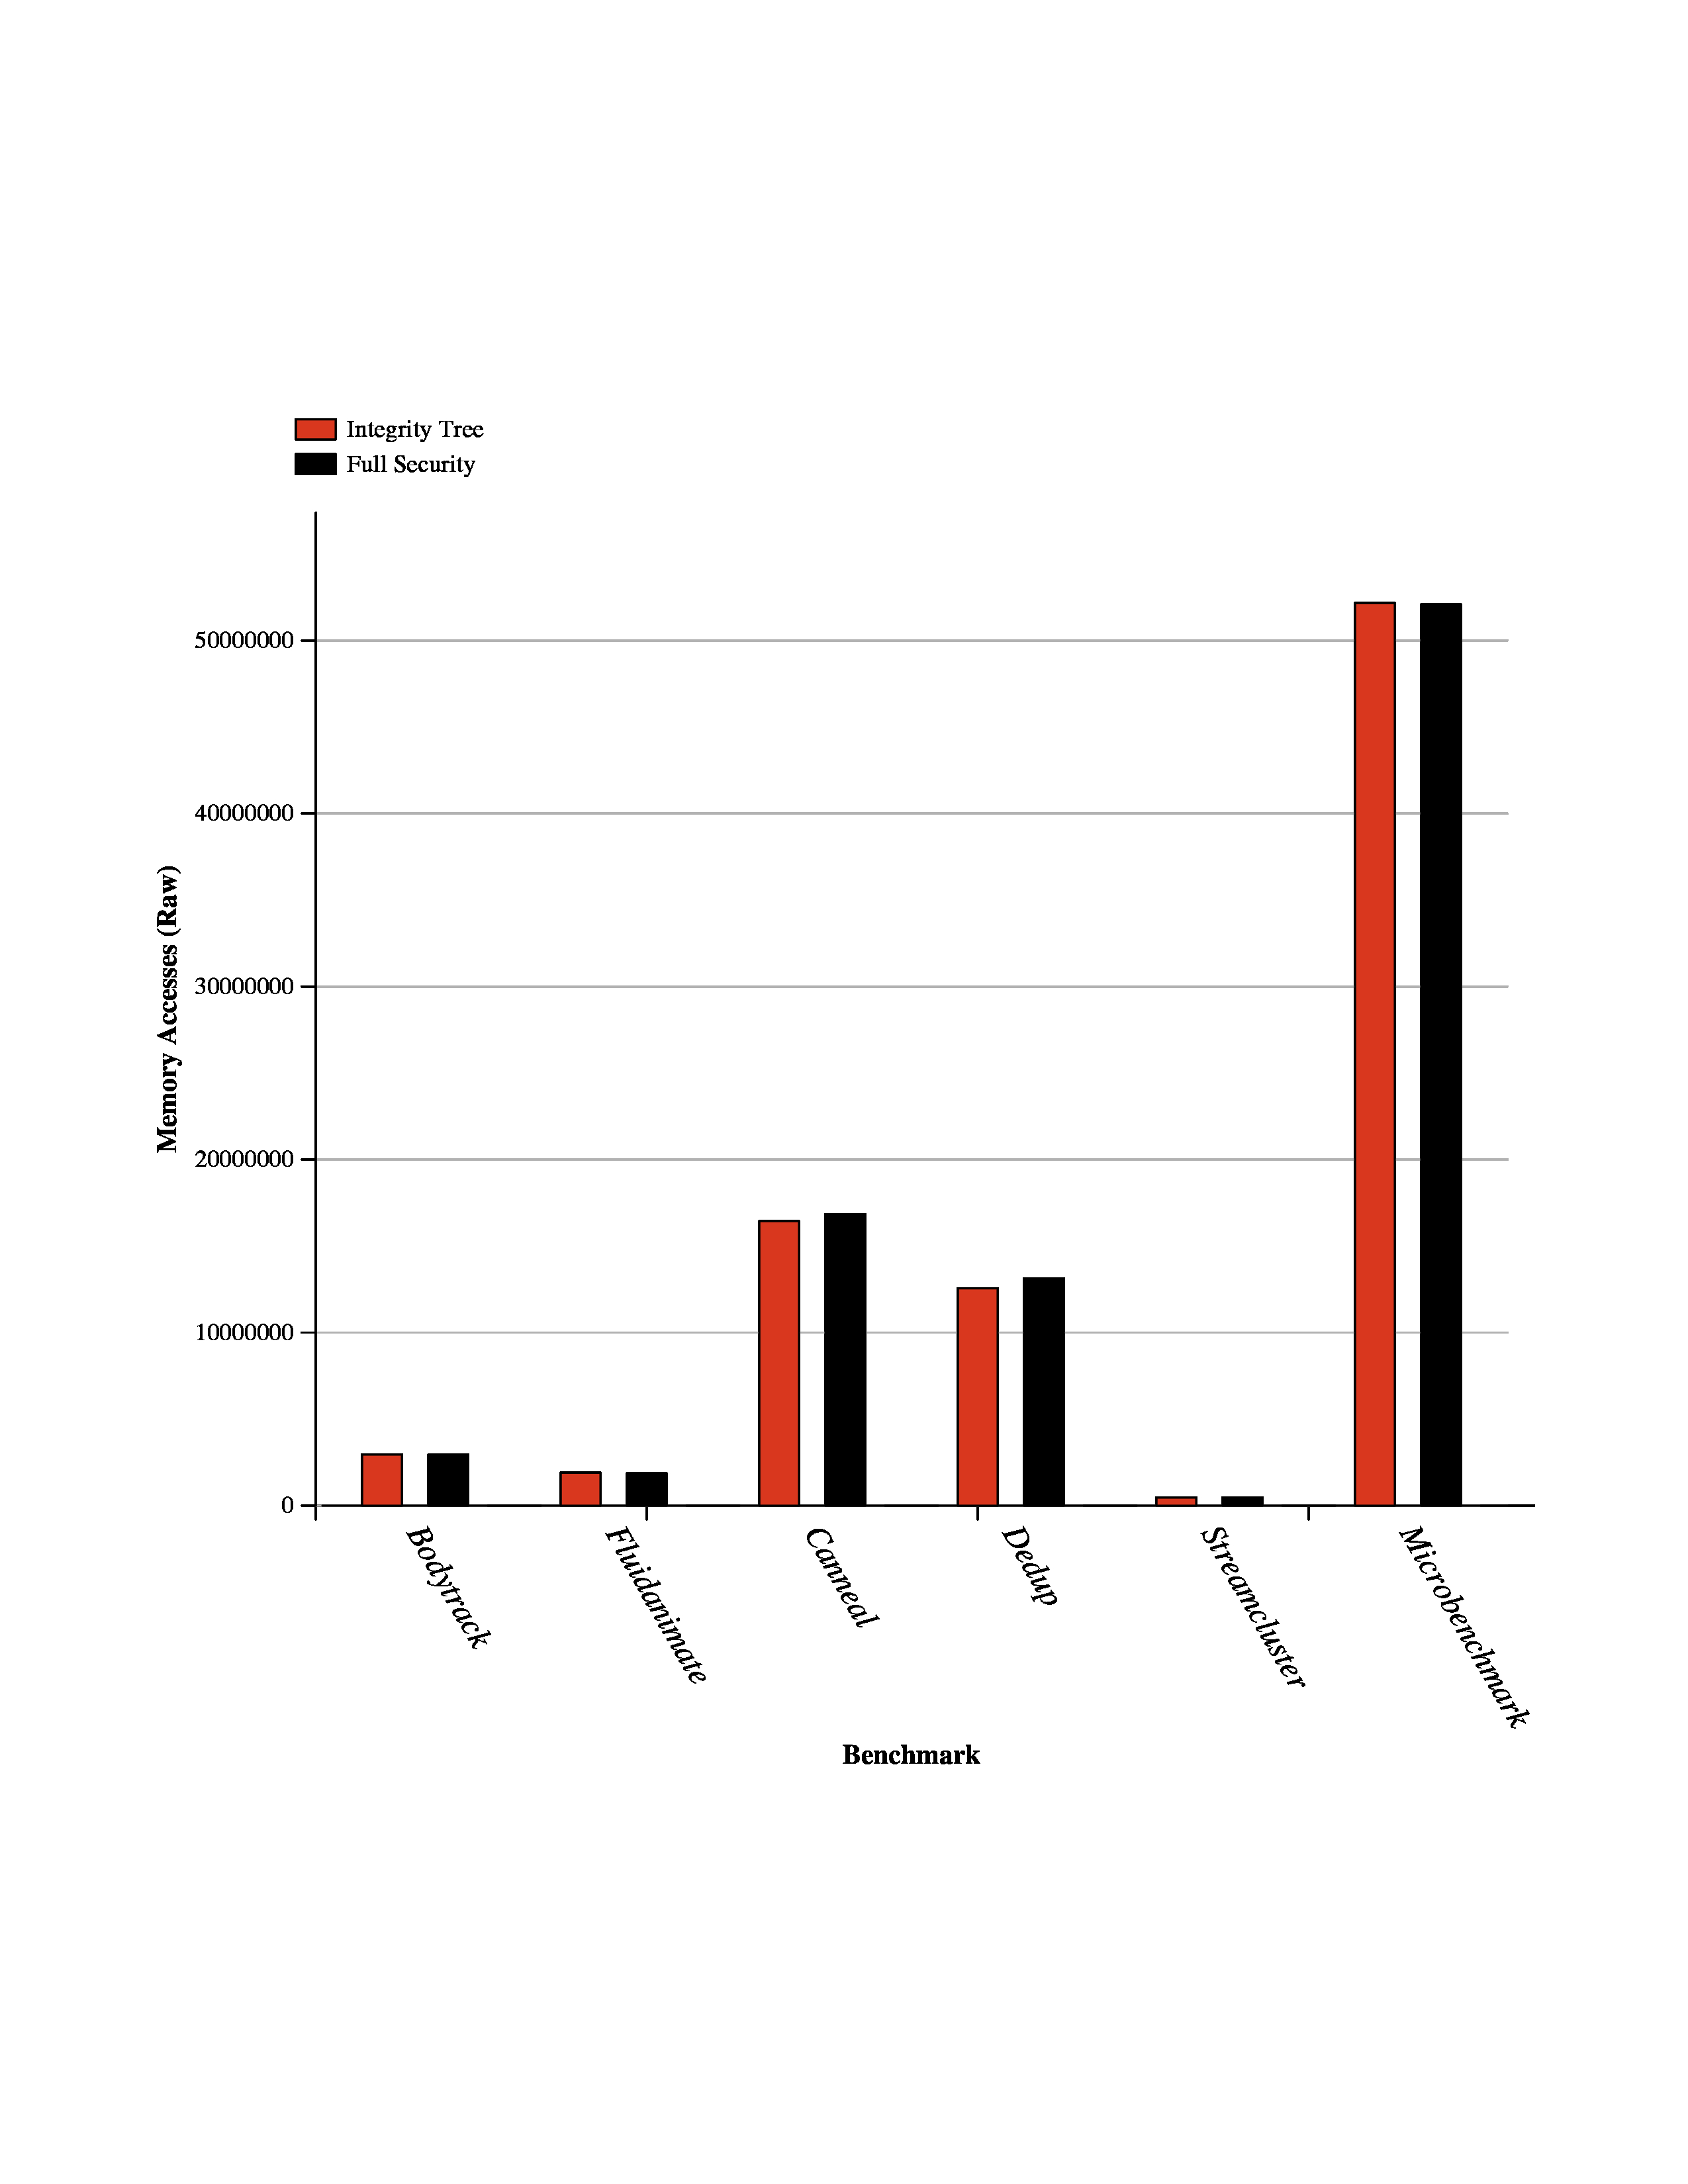 Integrity Tree
Full Security
50000000
40000000
30000000
20000000
10000000
0
Memory Accesses (Raw)
Bodytrack
Fluidanimate
Canneal
Dedup
Streamcluster
Microbenchmark
Benchmark